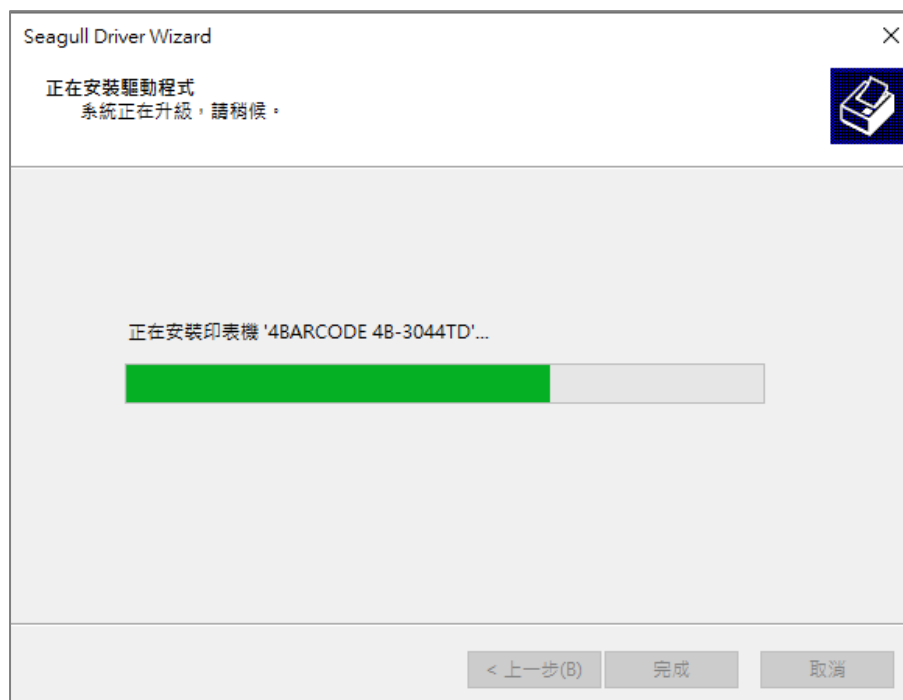 Seagull Driver Wizard
正在安裝驅動程式
系統正在升級，請稍候。
正在安裝印表機 '4BARCODE 4B-3044TD'...
< 上一步(B)
完成
取消